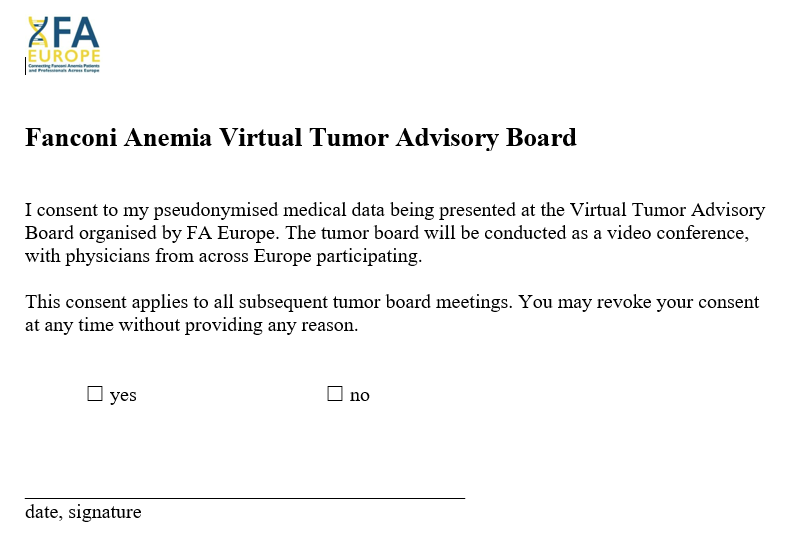 FA
EUROPE
Connecting Fanconi Anemia Patients
and Professionals Across Europe
Fanconi Anemia Virtual Tumor Advisory Board
I consent to my pseudonymised medical data being presented at the Virtual Tumor Advisory
Board organised by FA Europe. The tumor board will be conducted as a video conference,
with physicians from across Europe participating.
This consent applies to all subsequent tumor board meetings. You may revoke your consent
at any time without providing any reason.
☐ yes ☐ no
date, signature